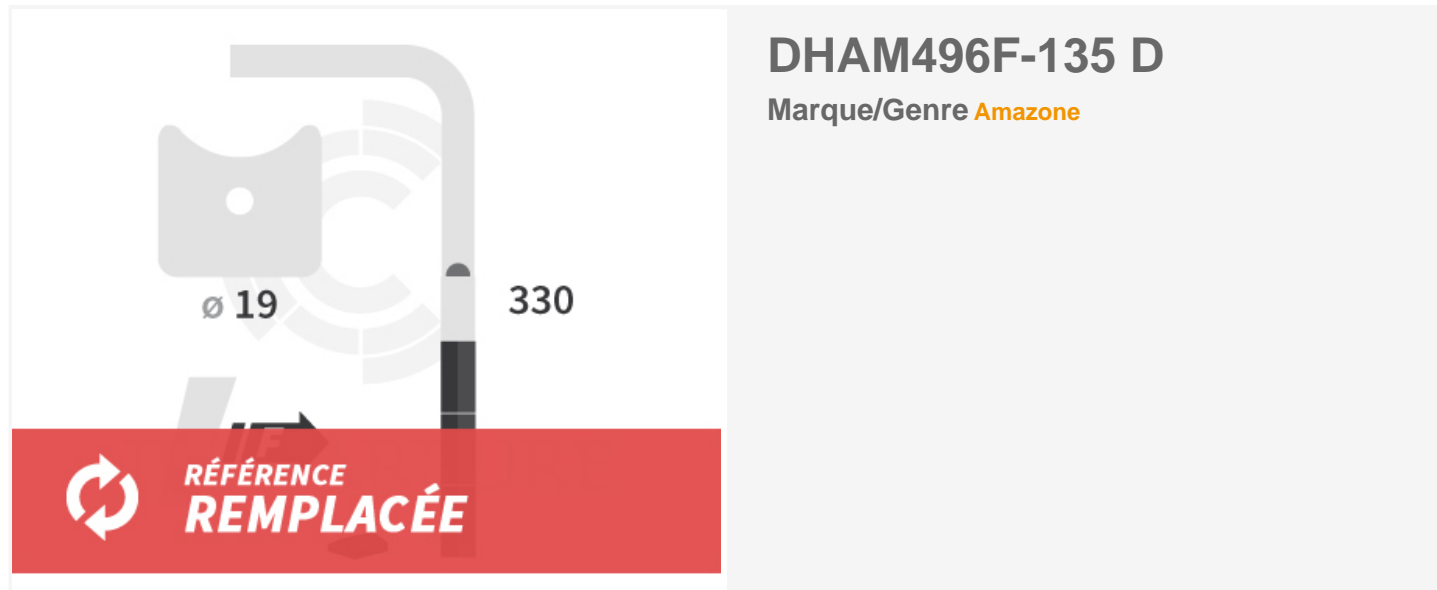 DHAM496F-135 D
Marque/Genre Amazone
ø 19
330
F
RÉFÉRENCE
REMPLACÉE